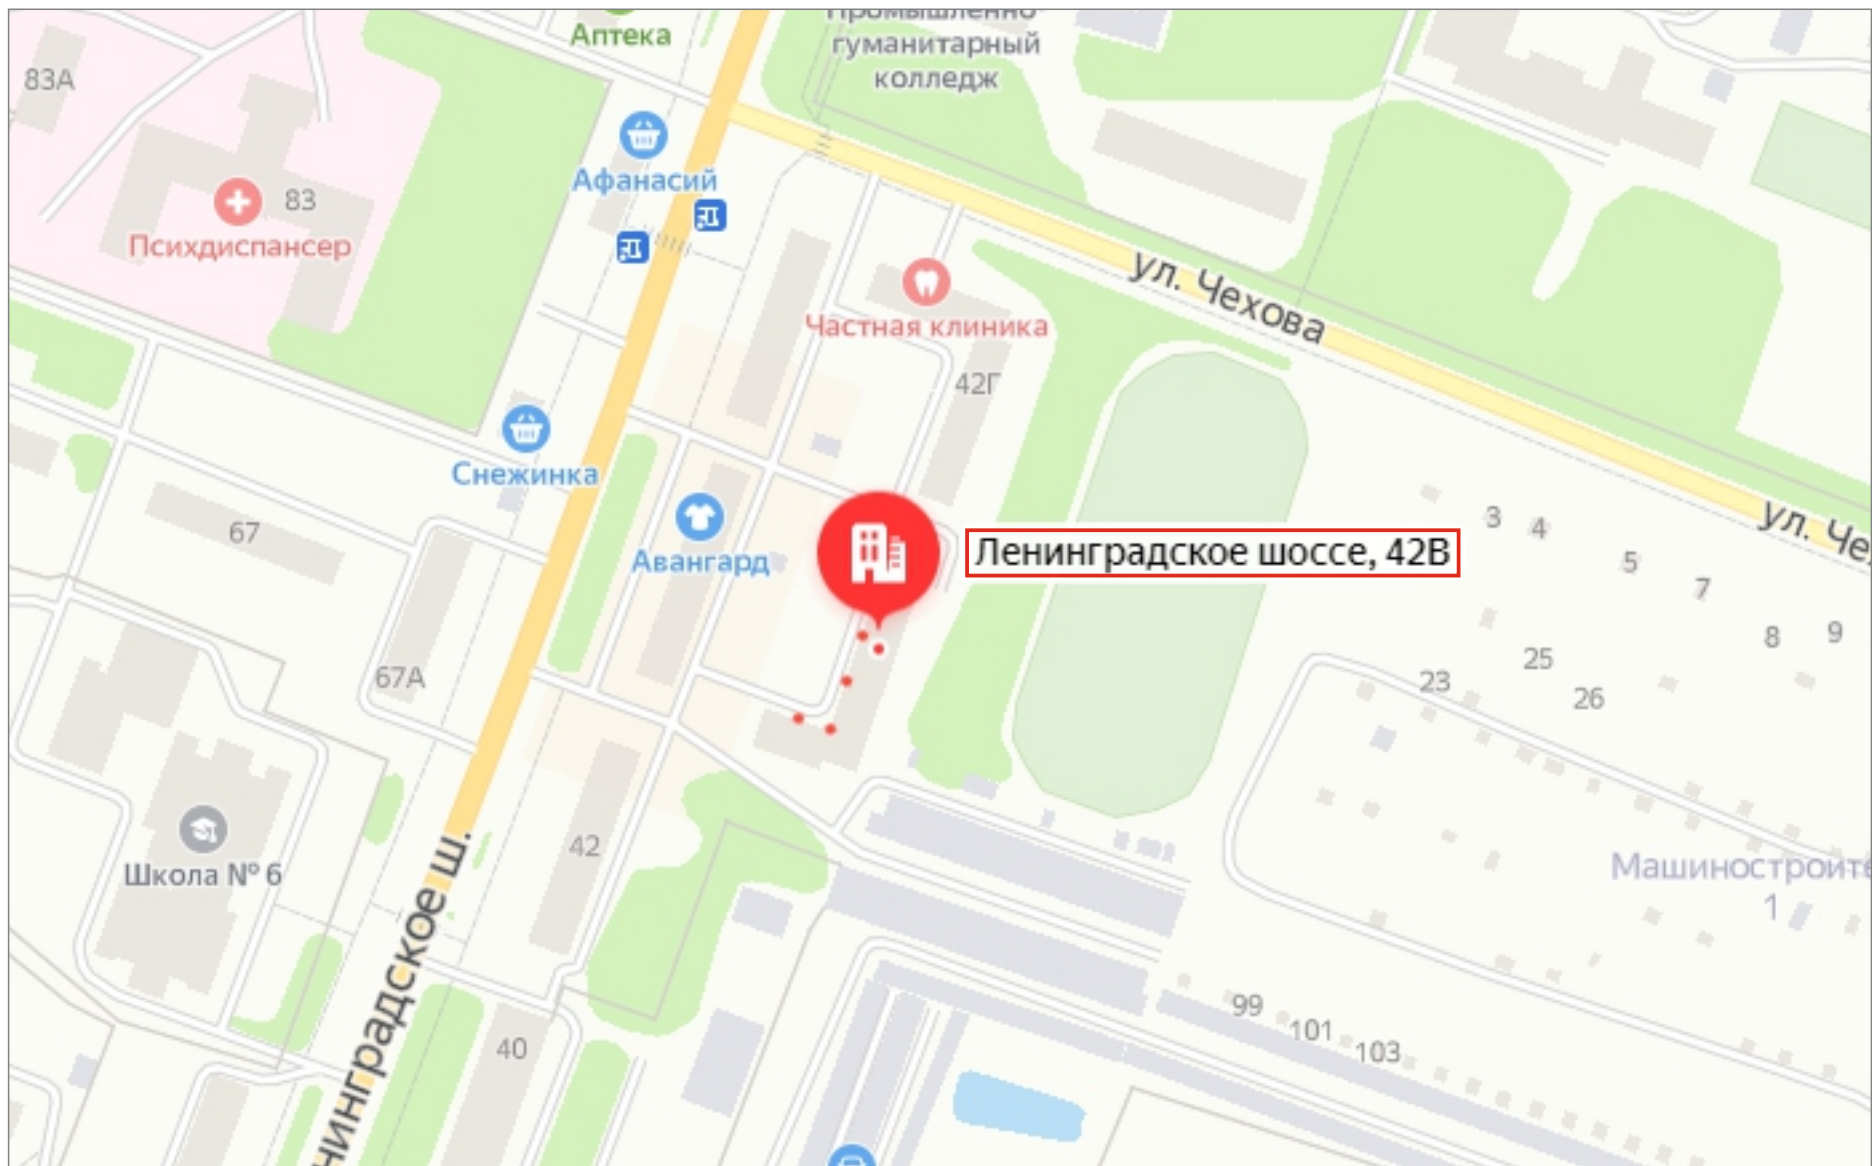 Аптека
Промышленно-
гуманитарный
колледж
83А
Афанасий
83
Психдиспансер
ул. Чехова
Частная клиника
42Г
Снежинка
ул. Че
3
4
67
Авангард
Ленинградское шоссе, 42В
5
7
8
9
25
67А
23
26
Школа № 6
42
Машиностроите
1
нинградское ш.
99
101
103
40